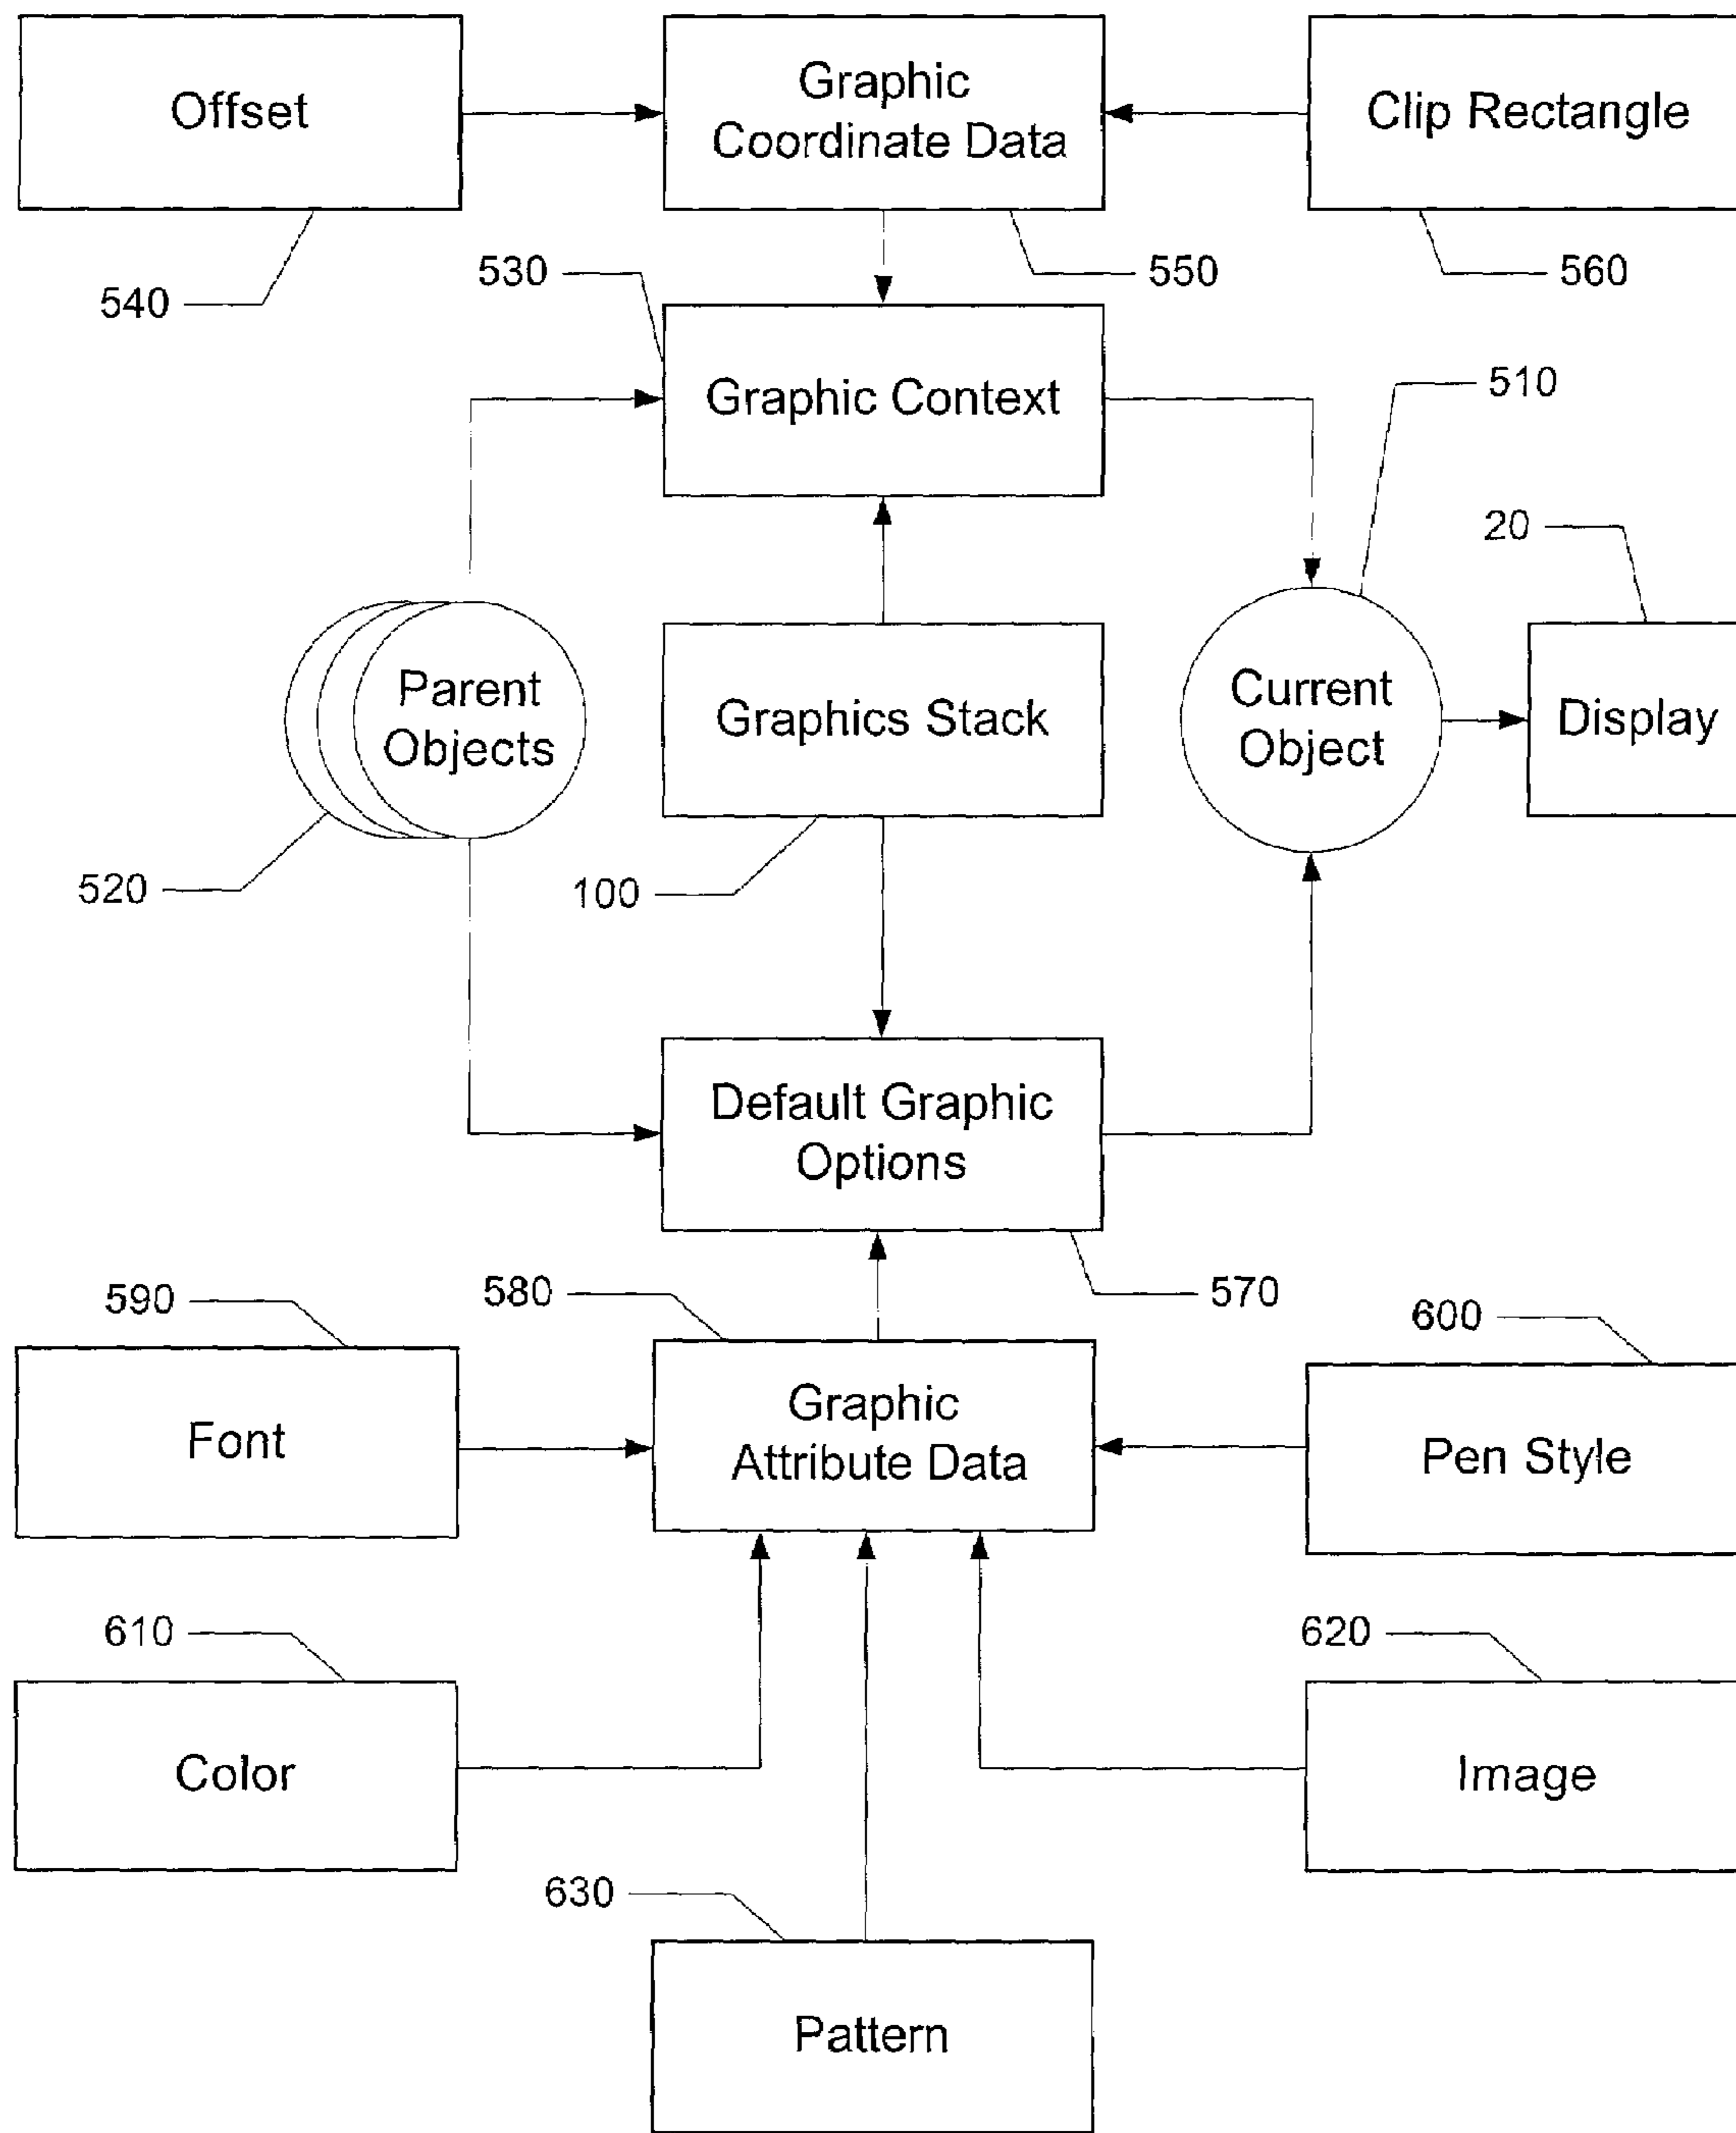 Offset
Graphic
Coordinate Data
Clip Rectangle
540
530
550
560
Graphic Context
510
20
Parent
Objects
Graphics Stack
Current
Object
Display
520
100
Default Graphic
Options
590
580
570
600
Font
Graphic
Attribute Data
Pen Style
610
620
Color
Image
630
Pattern